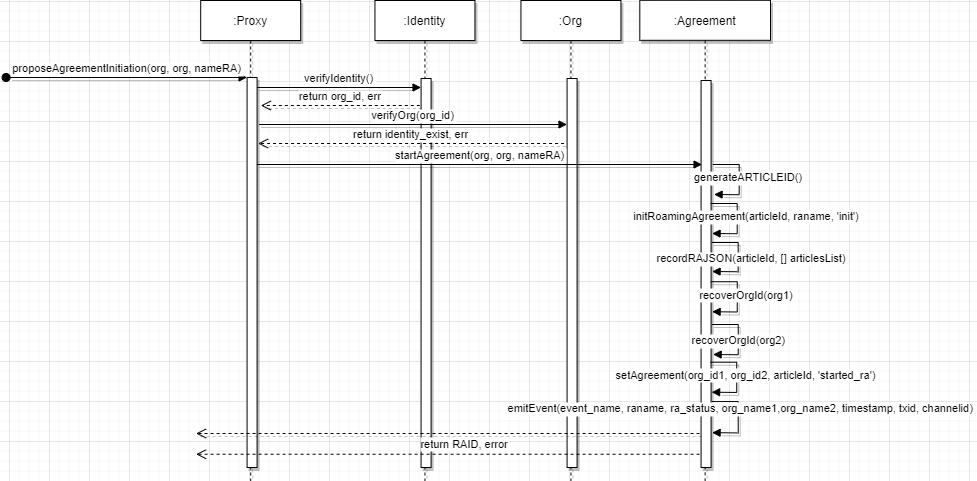 :Proxy
:Identity
:Org
:Agreement
proposeAgreementInitiation(org, org, nameRA)
verifyIdentity()
return org_id, err
verifyOrg(org_id)
return identity_exist, err
startAgreement(org, org, nameRA)
generateARTICLEID()
initRoamingAgreement(articleId, raname, 'init')
recordRAJSON(articleId, [] articlesList)
recoverOrgId(org1)
recoverOrgId(org2)
setAgreement(org_id1, org_id2, articleId, 'started_ra')
emitEvent(event_name, raname, ra_status, org_name1,org_name2, timestamp, txid, channelid)
return RAID, error